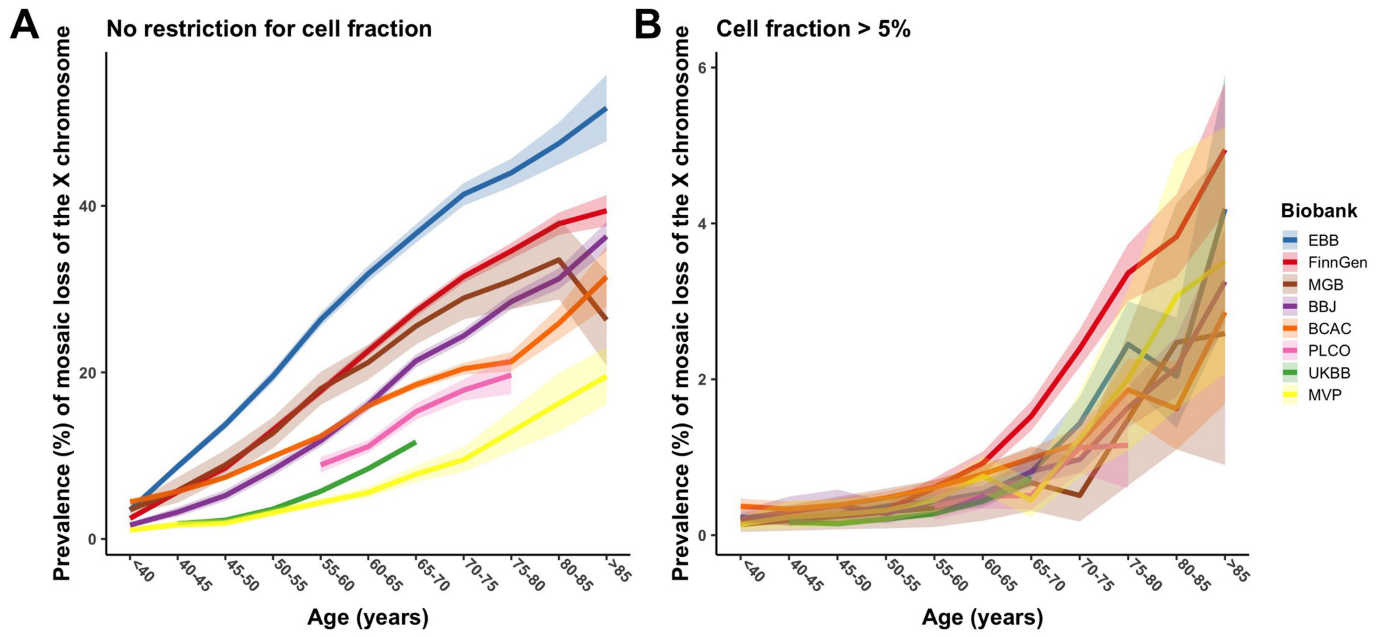 A
No restriction for cell fraction
Prevalence (%) of mosaic loss of the X chromosome
40
20
0
<40
40-45
45-50
50-55
55-60
60-65
65-70
70-75
75-80
80-85
>85
Age (years)
B
Cell fraction > 5%
Prevalence (%) of mosaic loss of the X chromosome
6
4
2
0
<40
40-45
45-50
50-55
55-60
60-65
65-70
70-75
75-80
80-85
>85
Age (years)
Biobank
EBB
FinnGen
MGB
BBJ
BCAC
PLCO
UKBB
MVP